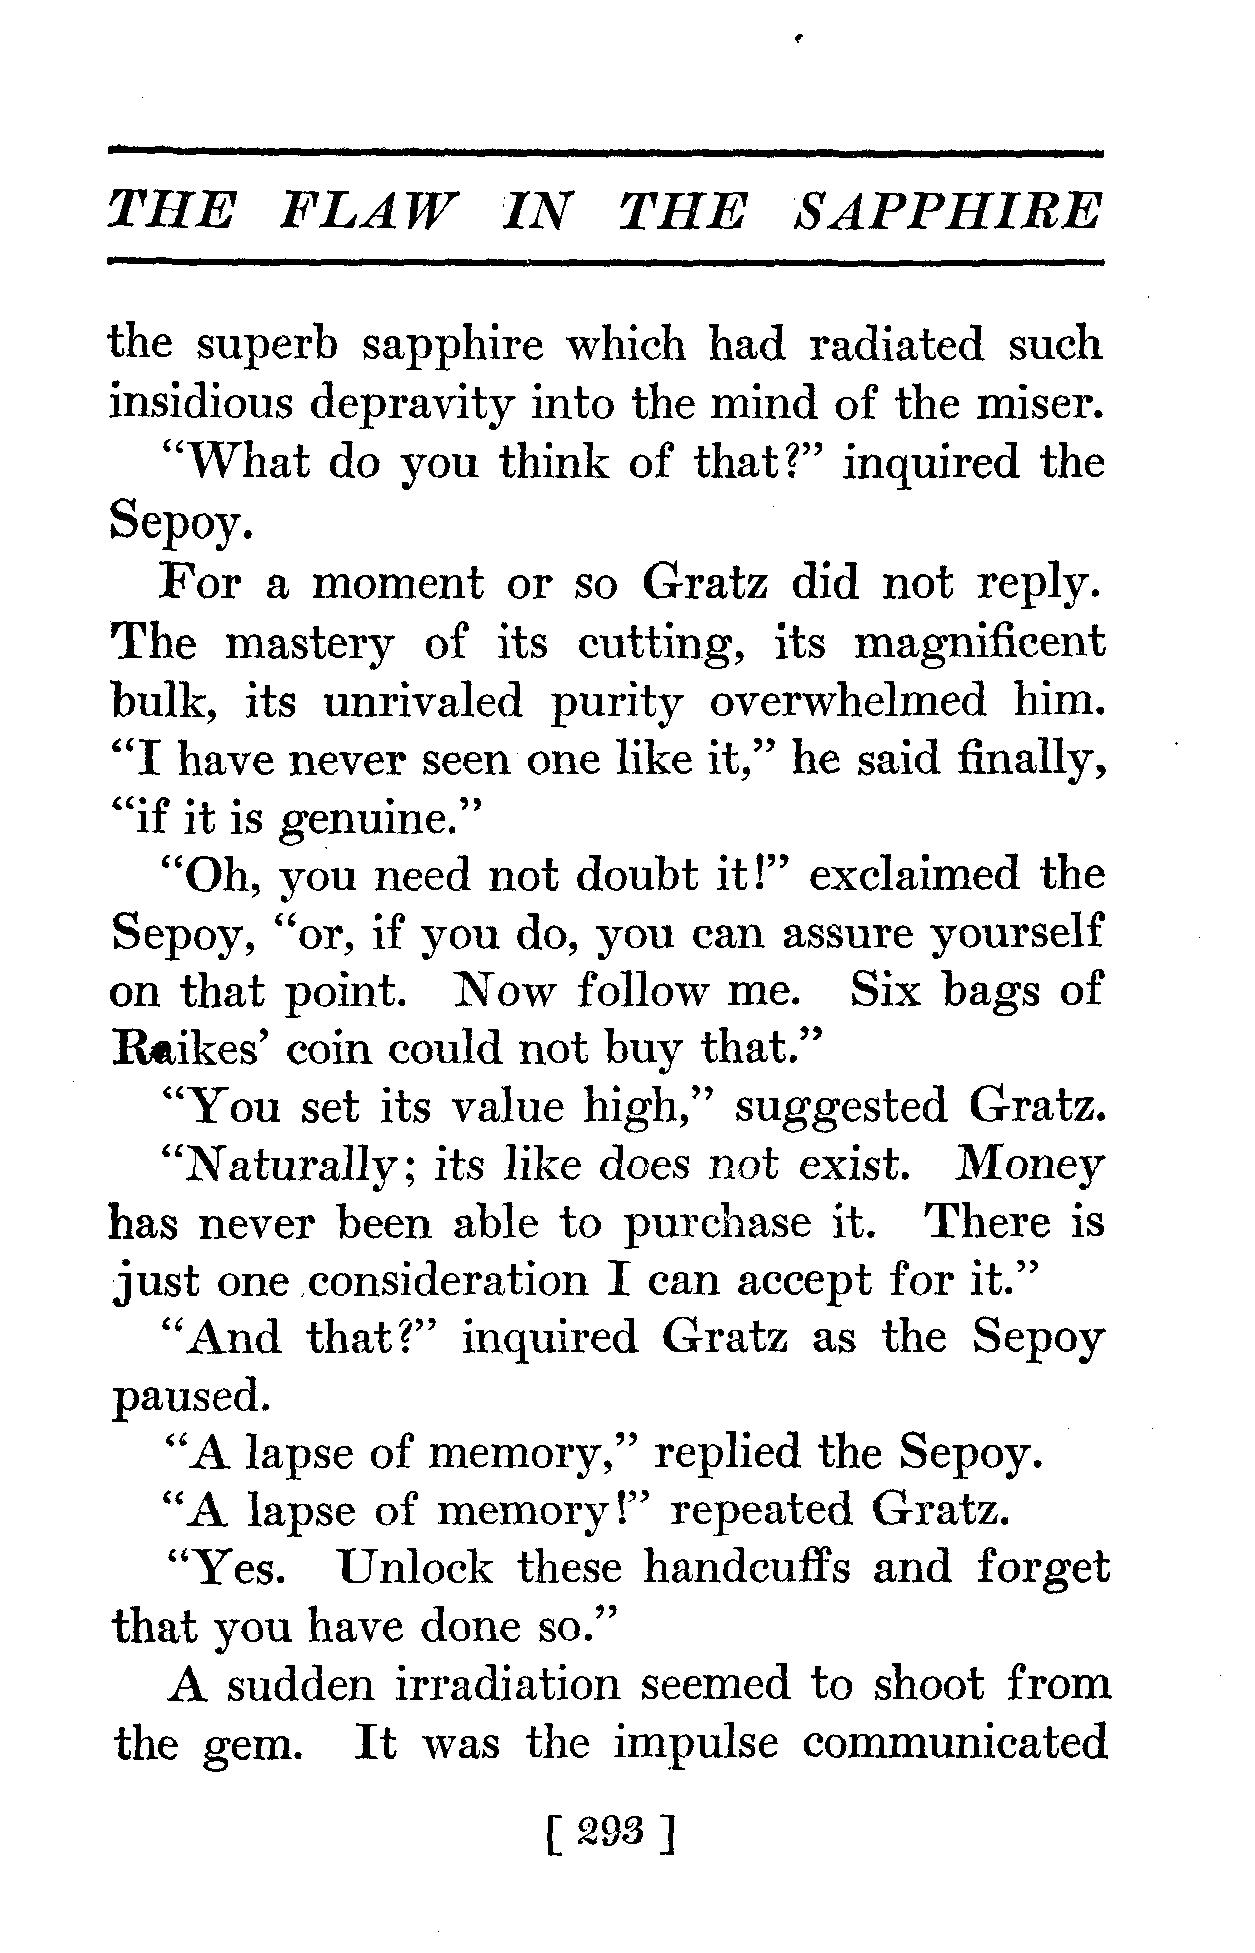 THE FLAW IN THE SAPPHIRE
the superb sapphire which had radiated such
insidious depravity into the mind of the miser.
“What do you think of that?” inquired the
Sepoy.
For a moment or so Gratz did not reply.
The mastery of its cutting, its magnificent
bulk, its unrivaled purity overwhelmed him.
“I have never seen one like it,” he said finally,
“if it is genuine.”
“Oh, you need not doubt it!” exclaimed the
Sepoy, “or, if you do, you can assure yourself
on that point. Now follow me. Six bags of
Raikes’ coin could not buy that.”
“You set its value high,” suggested Gratz.
“Naturally; its like does not exist. Money
has never been able to purchase it. There is
just one consideration I can accept for it.”
“And that?” inquired Gratz as the Sepoy
paused.
“A lapse of memory,” replied the Sepoy.
“A lapse of memory!” repeated Gratz.
“Yes. Unlock these handcuffs and forget
that you have done so.”
A sudden irradiation seemed to shoot from
the gem. It was the impulse communicated
[ 293 ]